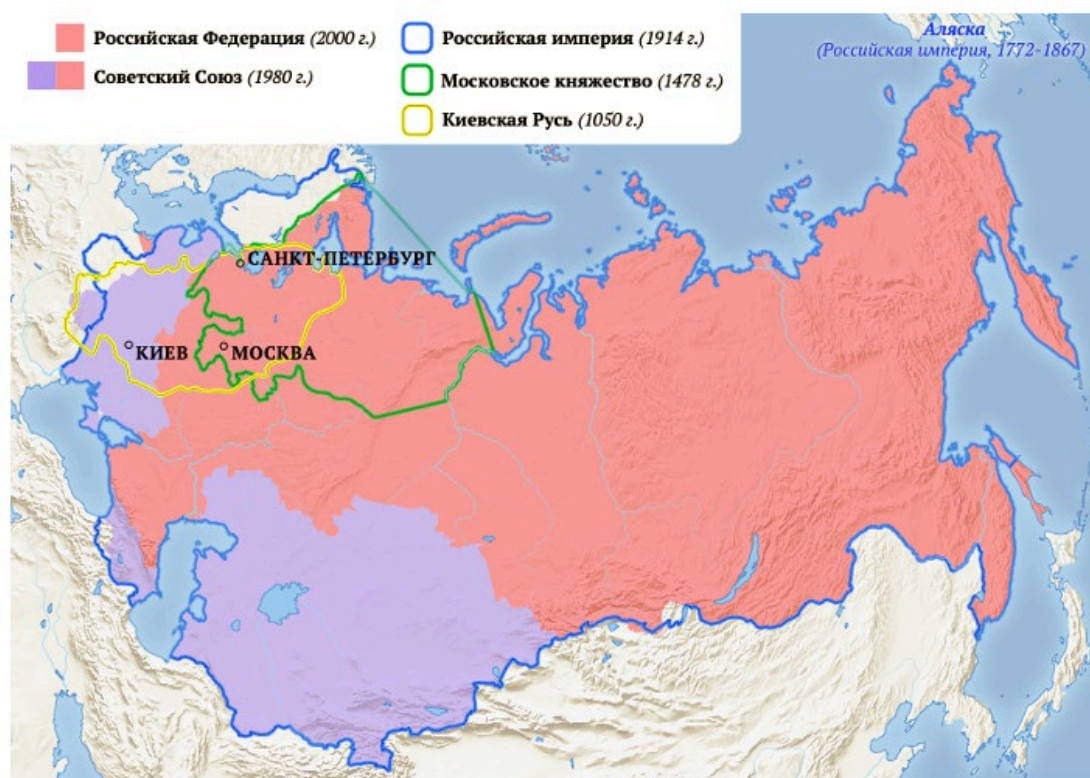 Российская Федерация (2000 г.)
Советский Союз (1980 г.)
Российская империя (1914 г.)
Московское княжество (1478 г.)
Киевская Русь (1050 г.)
Аляска
(Российская империя, 1772-1867)
САНКТ-ПЕТЕРБУРГ
КИЕВ
МОСКВА